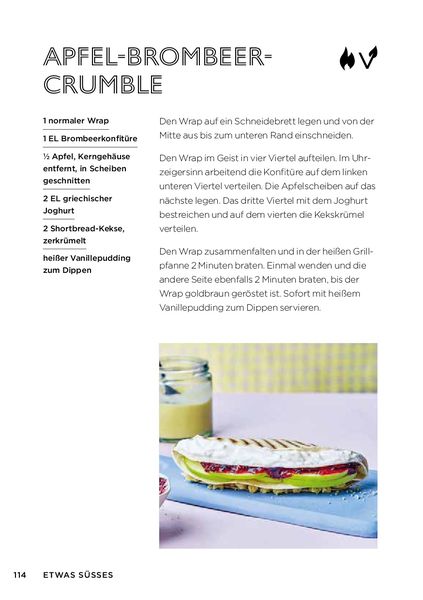 APFEL-BROMBEER-
CRUMBLE
1 normaler Wrap
1 EL Brombeerkonfitüre
½ Apfel, Kerngehäuse
entfernt, in Scheiben
geschnitten
2 EL griechischer
Joghurt
2 Shortbread-Kekse,
zerkrümelt
heißer Vanillepudding
zum Dippen
Den Wrap auf ein Schneidebrett legen und von der
Mitte aus bis zum unteren Rand einschneiden.
Den Wrap im Geist in vier Viertel aufteilen. Im Uhr-
zeigersinn arbeitend die Konfitüre auf dem linken
unteren Viertel verteilen. Die Apfelscheiben auf das
nächste legen. Das dritte Viertel mit dem Joghurt
bestreichen und auf dem vierten die Kekskrümel
verteilen.
Den Wrap zusammenfalten und in der heißen Grill-
pfanne 2 Minuten braten. Einmal wenden und die
andere Seite ebenfalls 2 Minuten braten, bis der
Wrap goldbraun geröstet ist. Sofort mit heißem
Vanillepudding zum Dippen servieren.
114 ETWAS SÜSSES